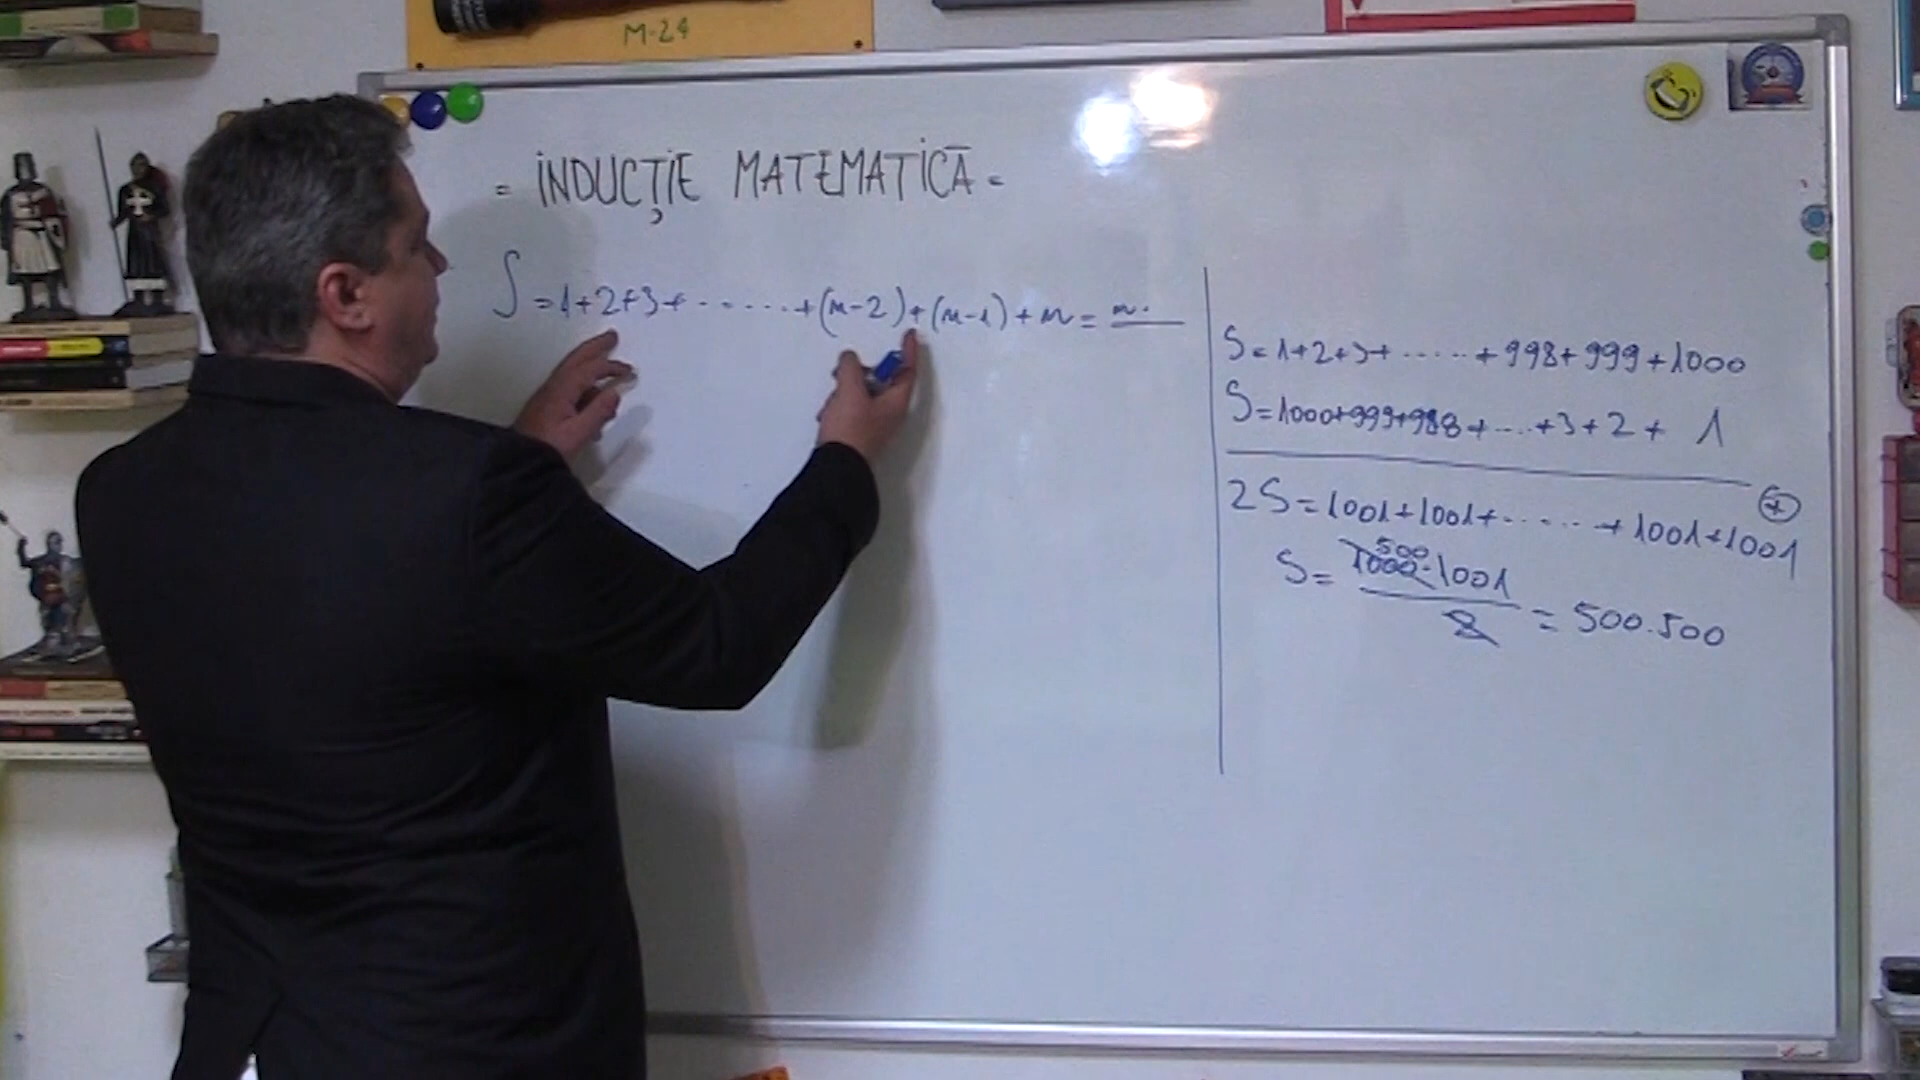 M-24
= INDUCȚIE MATEMATICĂ =
S=1+2+3+.......+(n-2)+(n-1)+n=n.
S=1+2+3+......+998+999+1000
S=1000+999+988+.....+3+2+ 1
2S=1001+1001+......+1001+1001 +
500
S= 1000.1001
2 = 500.500